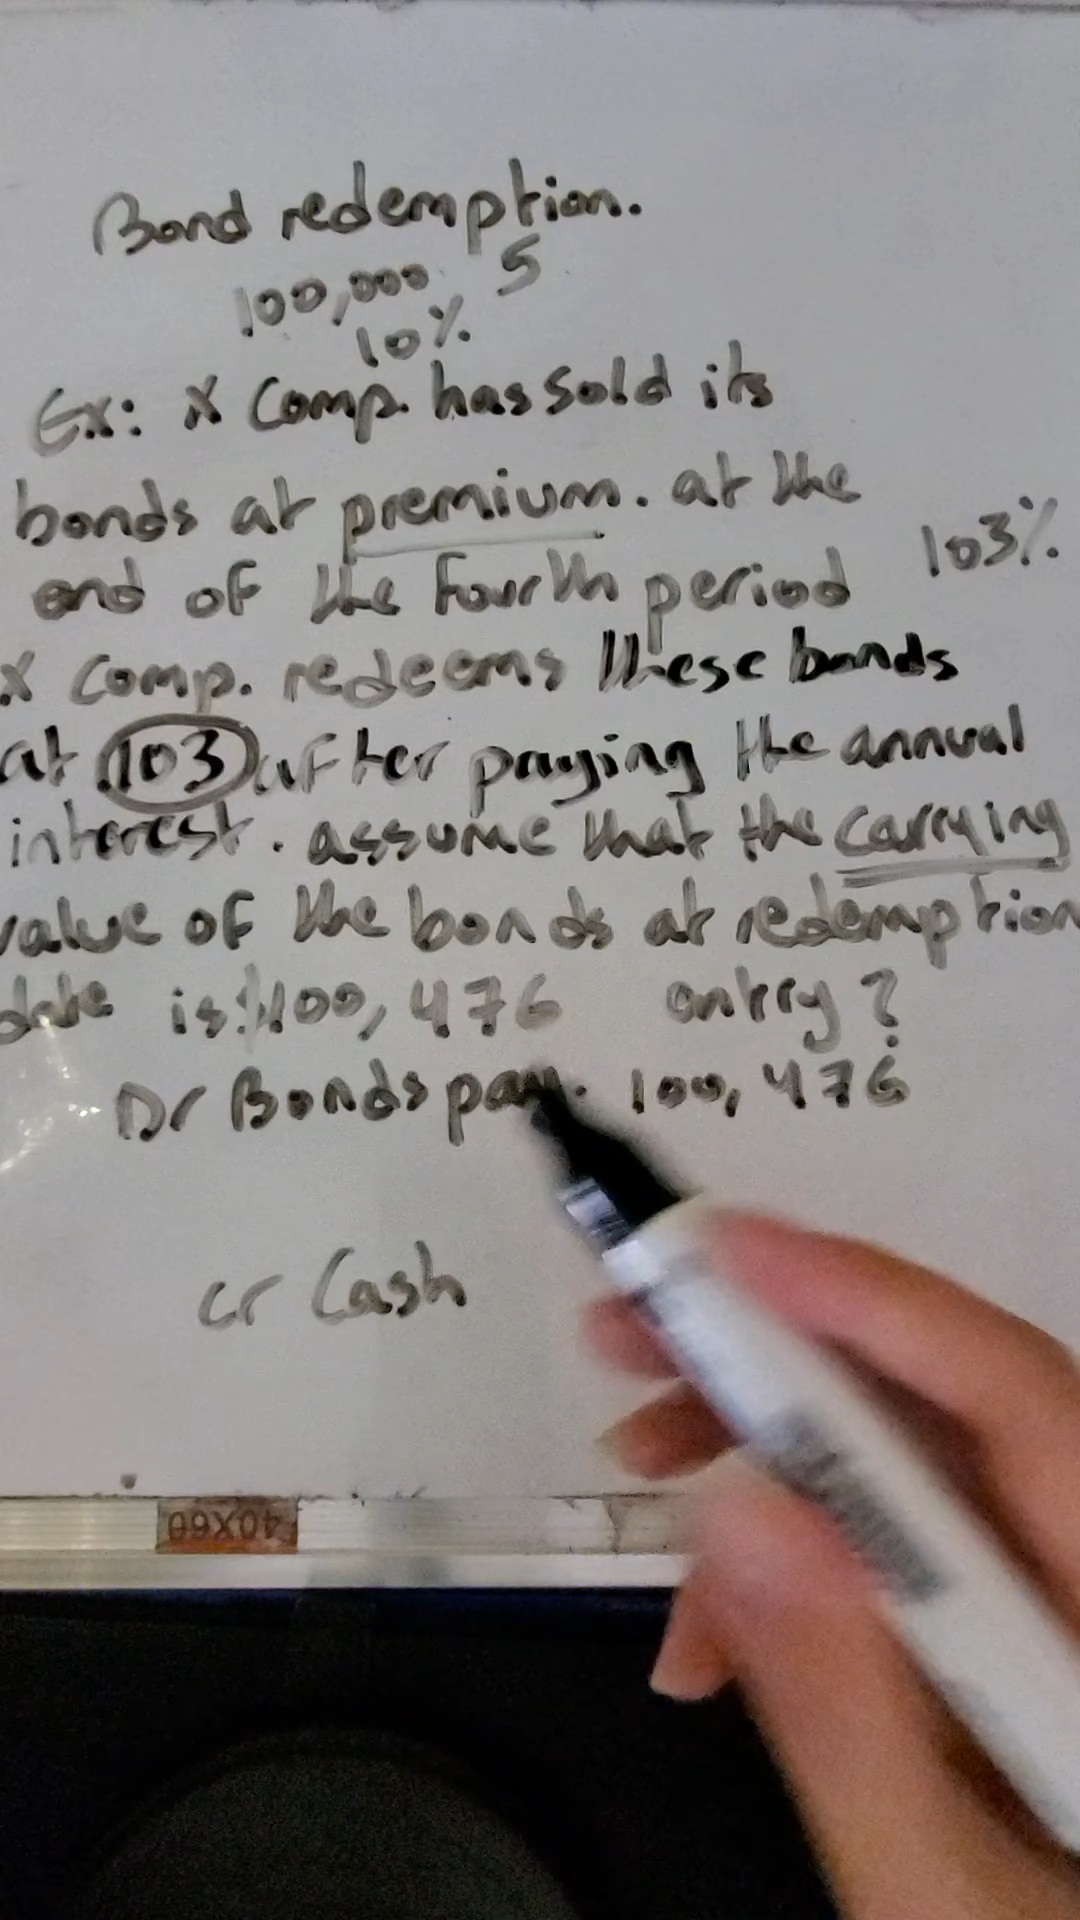 Bond redemption.
100,000 5
10%
Ex: X Comp. has sold its
bonds at premium. at the
end of the fourth period 103%
X Comp. redeems these bonds
at 103 after paying the annual
interest. assume that the carrying
value of the bonds at redemption
date is $100,476 entry?
Dr Bonds pay. 100,476
cr Cash
40X60